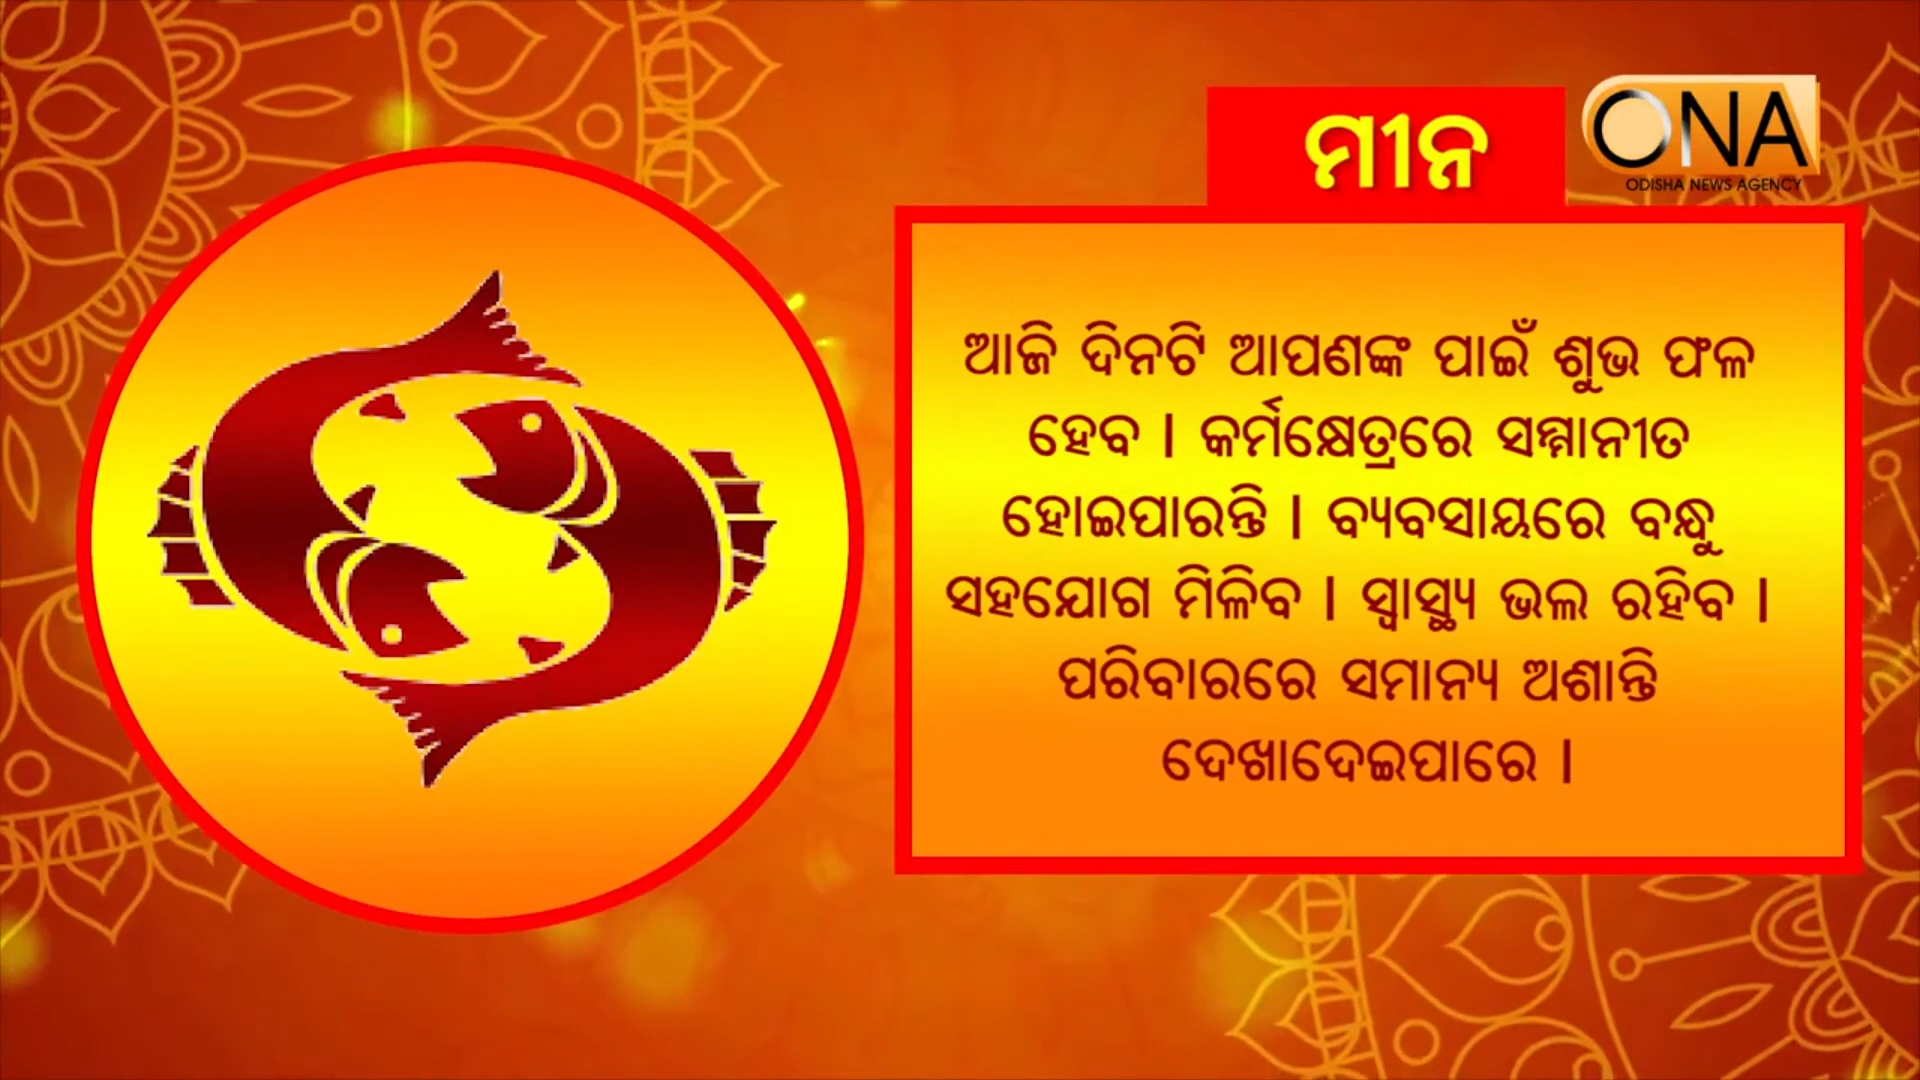 ମୀନ
ONA
ODISHA NEWS AGENCY
ଆଜି ଦିନଟି ଆପଣଙ୍କ ପାଇଁ ଶୁଭ ଫଳ
ହେବ । କର୍ମକ୍ଷେତ୍ରରେ ସମ୍ମାନୀତ
ହୋଇପାରନ୍ତି । ବ୍ୟବସାୟରେ ବନ୍ଧୁ
ସହଯୋଗ ମିଳିବ । ସ୍ୱାସ୍ଥ୍ୟ ଭଲ ରହିବ ।
ପରିବାରରେ ସମାନ୍ୟ ଅଶାନ୍ତି
ଦେଖାଦେଇପାରେ ।